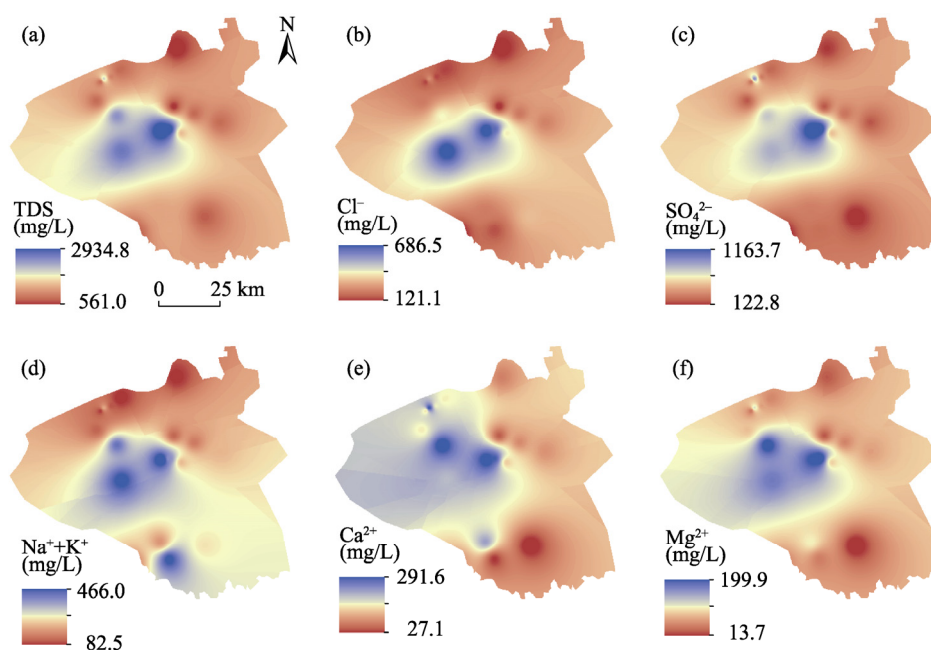 (a)
N
(b)
(c)
TDS
(mg/L)
2934.8
561.0
0 25 km
Cl⁻
(mg/L)
686.5
121.1
SO₄²⁻
(mg/L)
1163.7
122.8
(d)
(e)
(f)
Na⁺+K⁺
(mg/L)
466.0
82.5
Ca²⁺
(mg/L)
291.6
27.1
Mg²⁺
(mg/L)
199.9
13.7